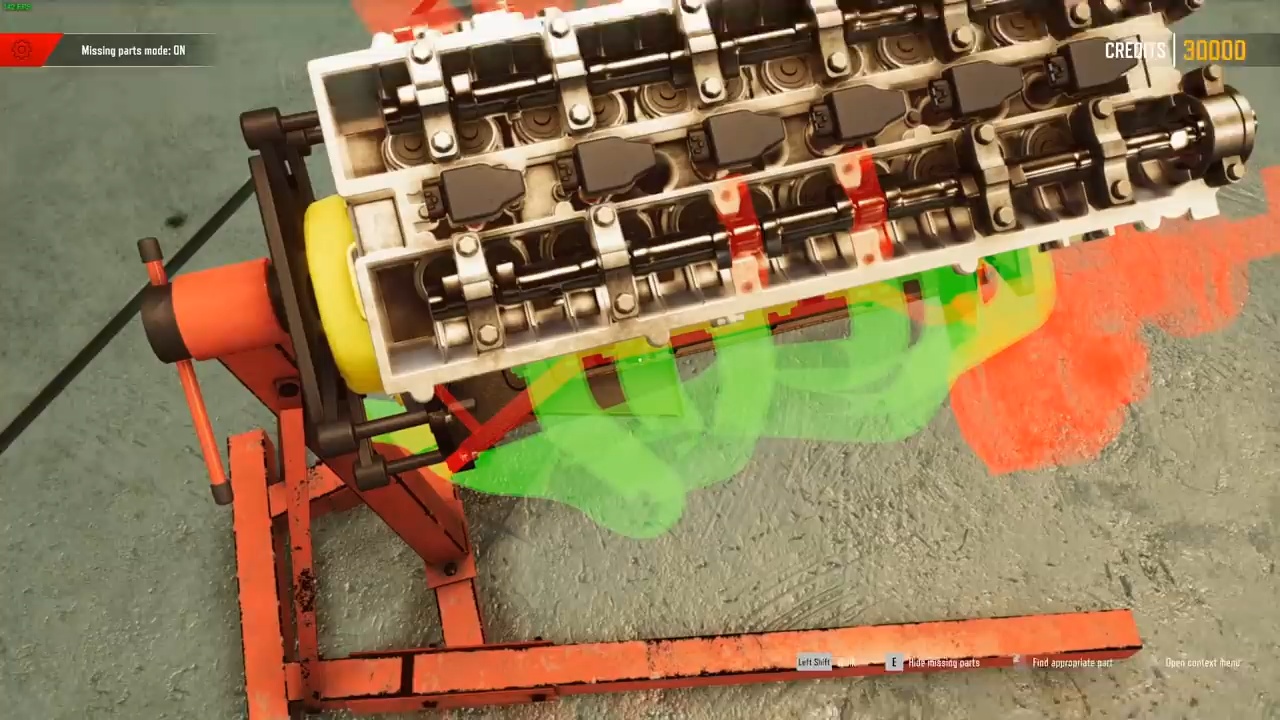 Missing parts mode: ON
CREDITS 30000
Left Shift
E Hide missing parts
Find appropriate part
Open context menu